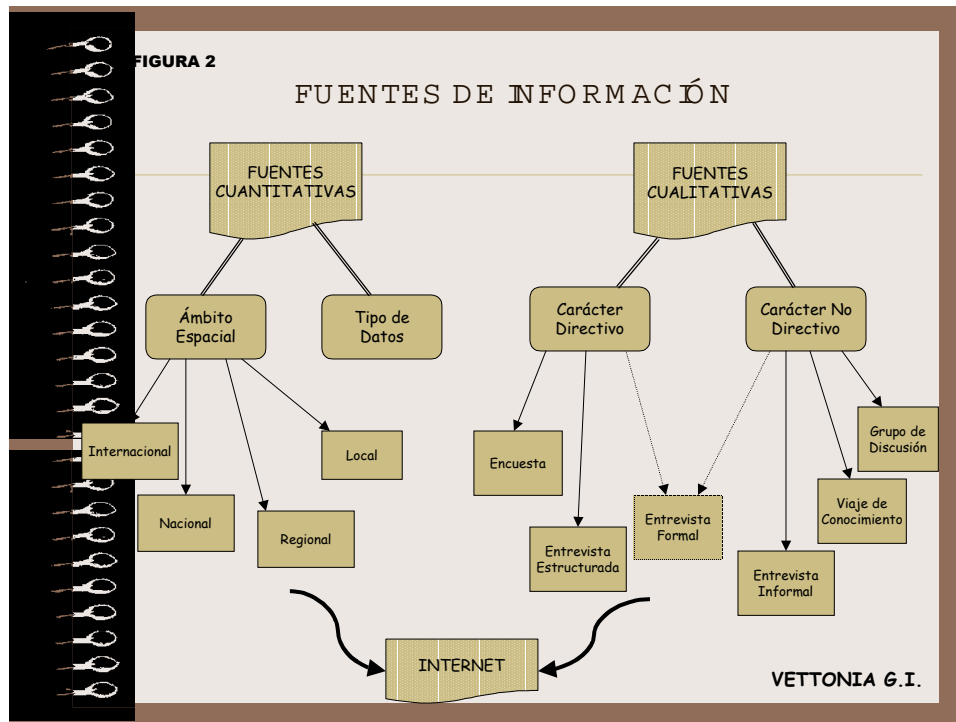 FIGURA 2
FUENTES DE INFORMACIÓN
FUENTES
CUANTITATIVAS
FUENTES
CUALITATIVAS
Ámbito
Espacial
Tipo de
Datos
Carácter
Directivo
Carácter No
Directivo
Internacional
Nacional
Regional
Local
Encuesta
Entrevista
Estructurada
Entrevista
Formal
Entrevista
Informal
Viaje de
Conocimiento
Grupo de
Discusión
INTERNET
VETTONIA G.I.